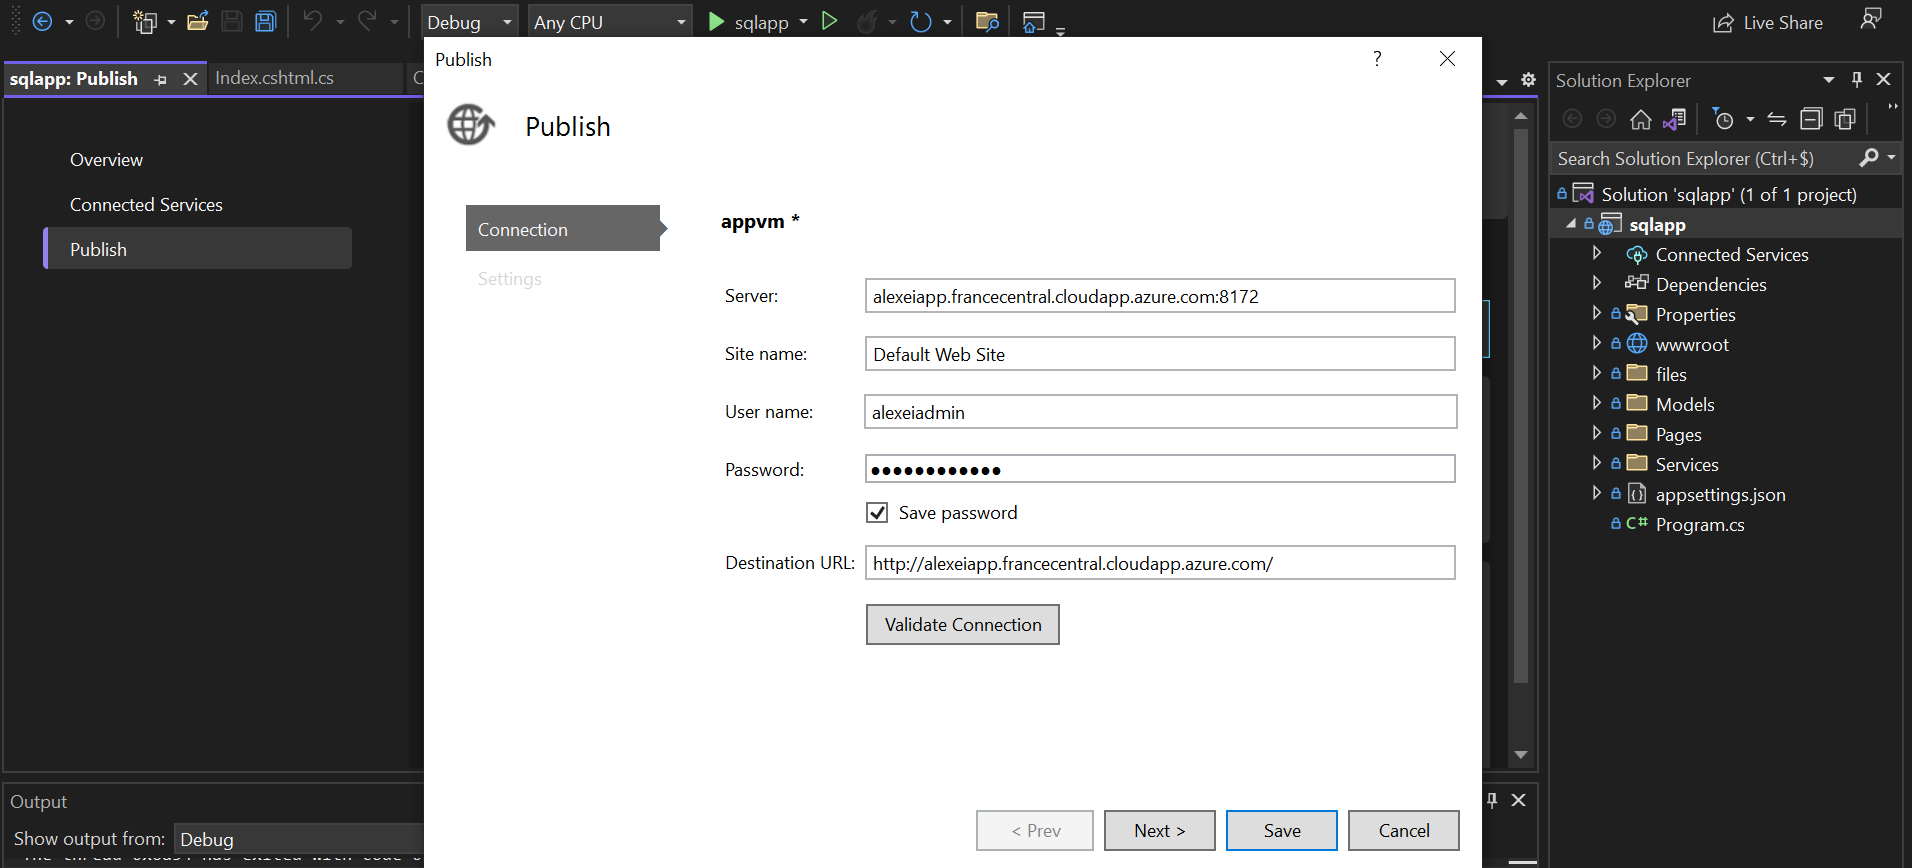 Debug
Any CPU
sqlapp
Live Share
sqlapp: Publish
Index.cshtml.cs
Overview
Connected Services
Publish
Publish
?
Publish
Connection
Settings
appvm *
Server:
alexeiapp.francecentral.cloudapp.azure.com:8172
Site name:
Default Web Site
User name:
alexeiadmin
Password:
••••••••••••
Save password
Destination URL:
http://alexeiapp.francecentral.cloudapp.azure.com/
Validate Connection
< Prev
Next >
Save
Cancel
Solution Explorer
Search Solution Explorer (Ctrl+$)
Solution 'sqlapp' (1 of 1 project)
sqlapp
Connected Services
Dependencies
Properties
wwwroot
files
Models
Pages
Services
appsettings.json
C# Program.cs
Output
Show output from:
Debug